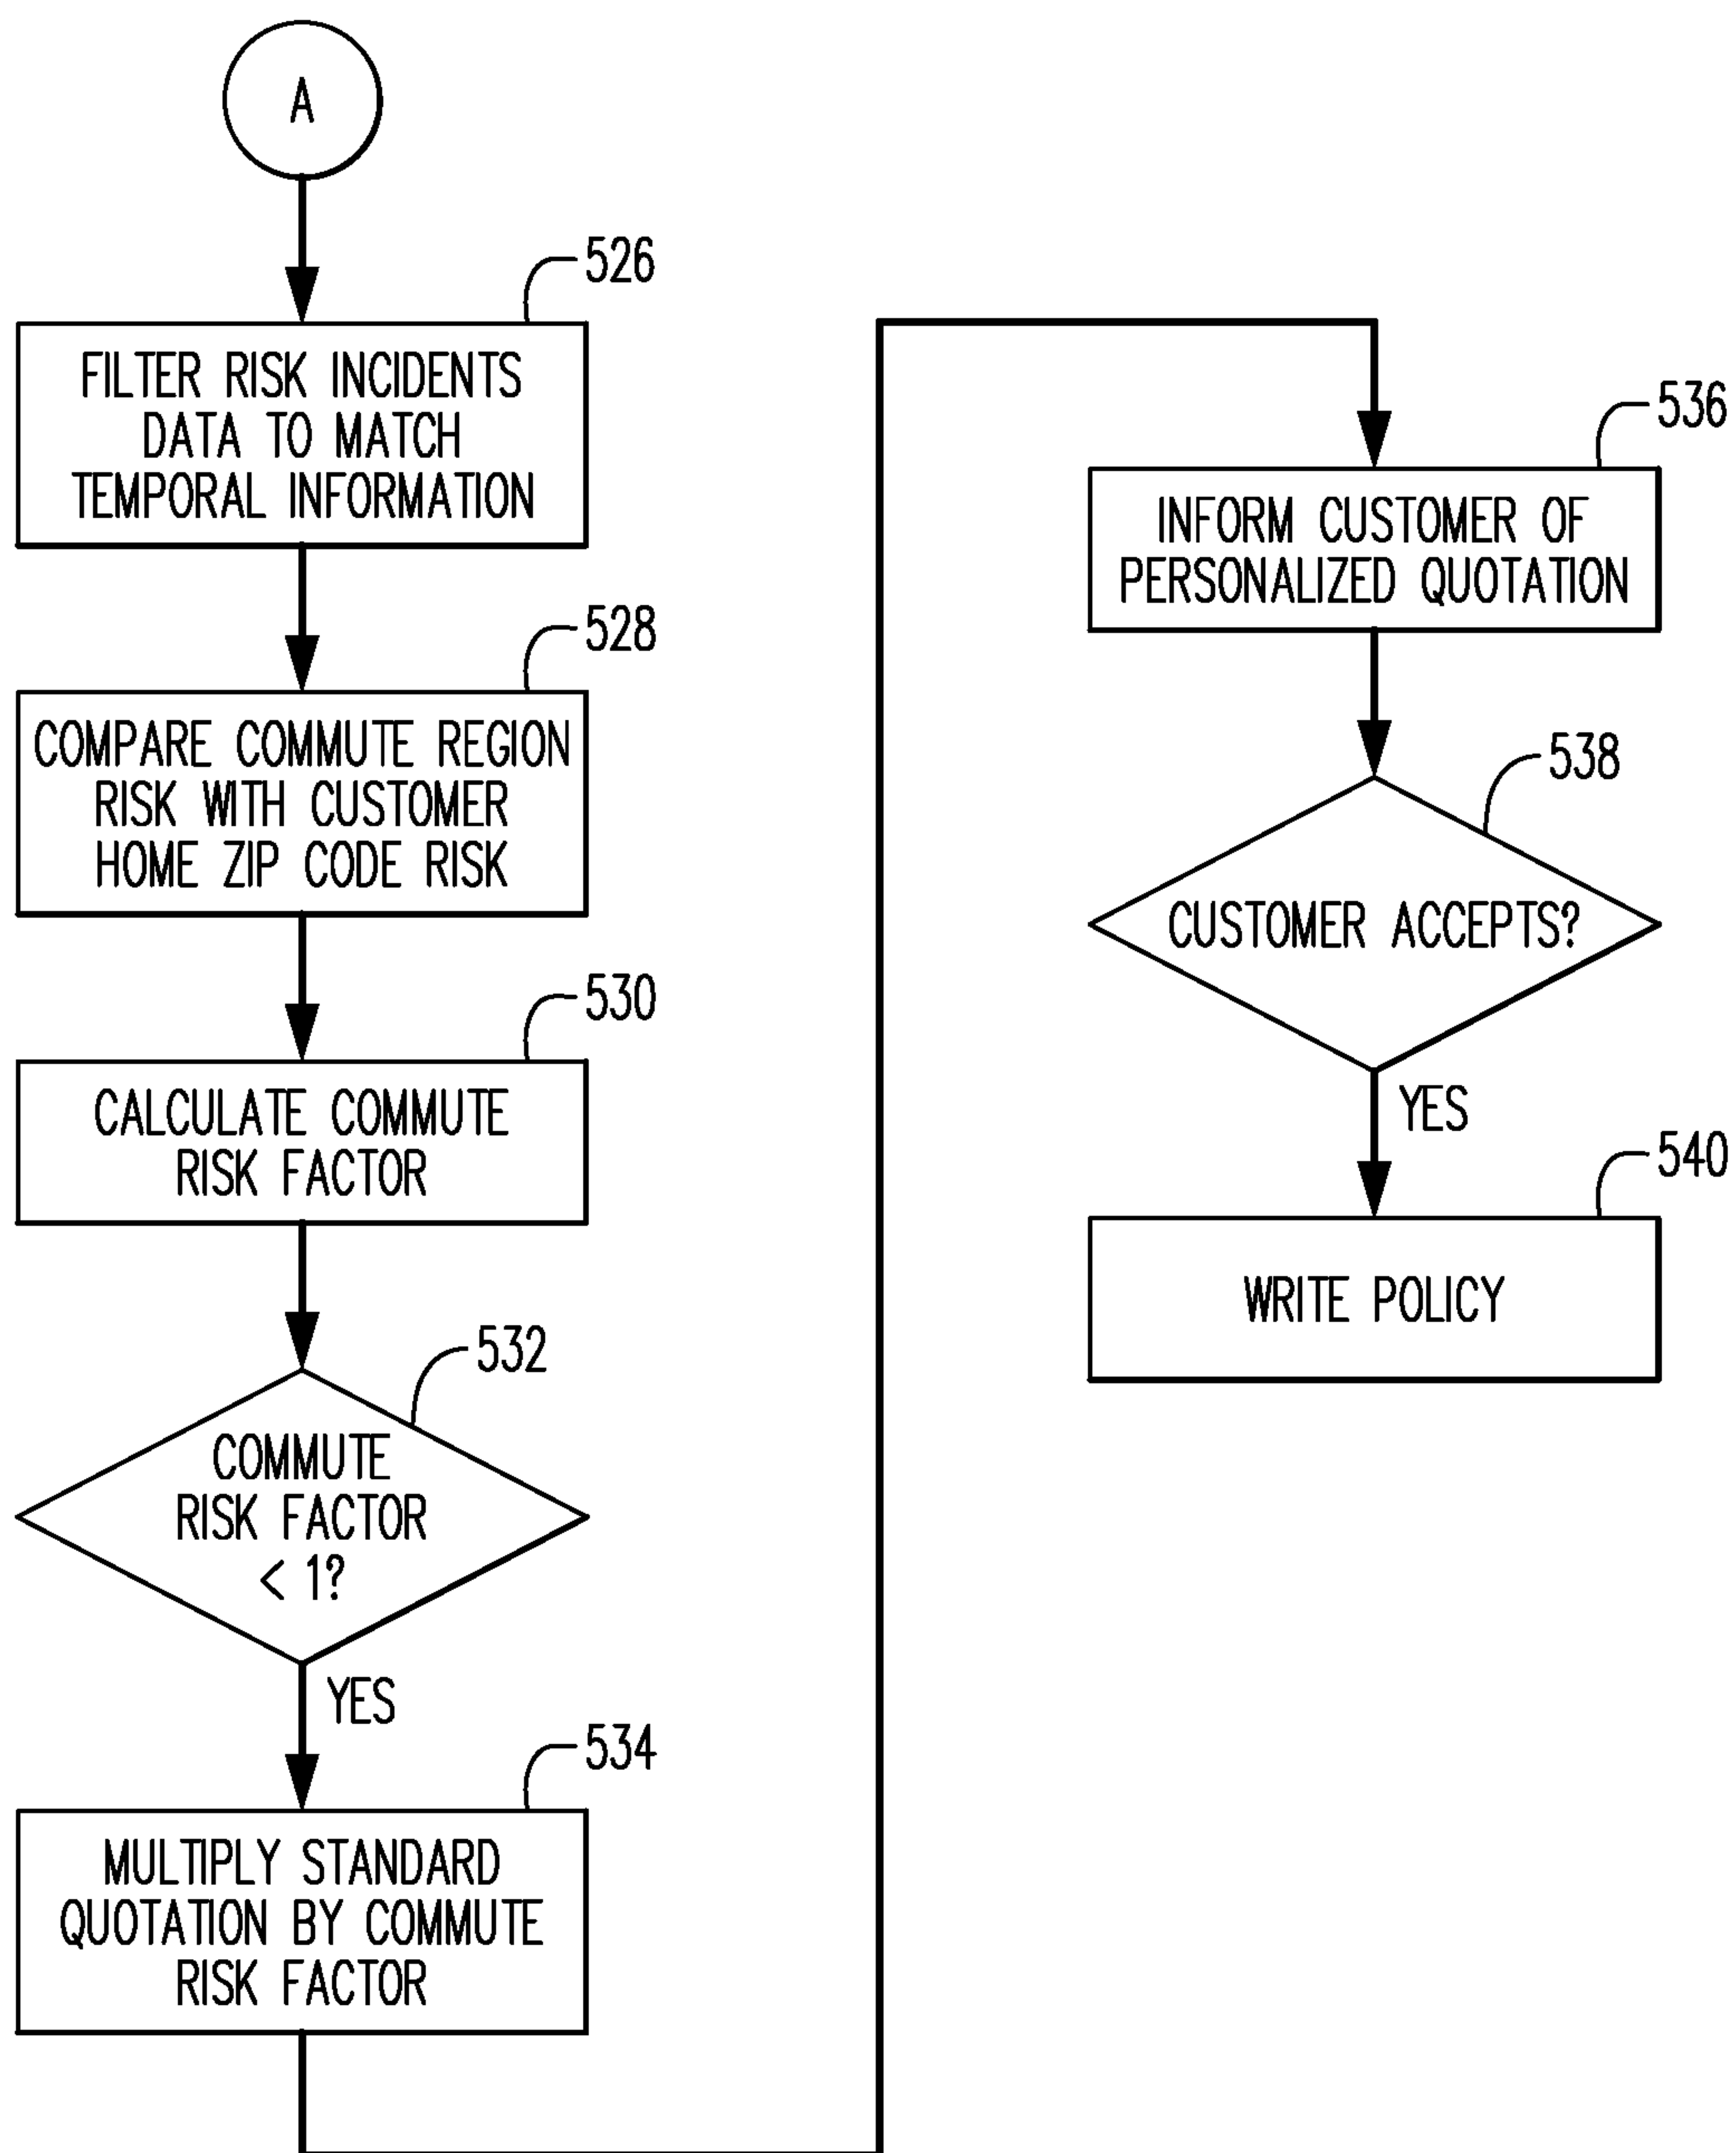 A
526
FILTER RISK INCIDENTS
DATA TO MATCH
TEMPORAL INFORMATION
528
COMPARE COMMUTE REGION
RISK WITH CUSTOMER
HOME ZIP CODE RISK
530
CALCULATE COMMUTE
RISK FACTOR
532
COMMUTE
RISK FACTOR
< 1?
YES
534
MULTIPLY STANDARD
QUOTATION BY COMMUTE
RISK FACTOR
536
INFORM CUSTOMER OF
PERSONALIZED QUOTATION
538
CUSTOMER ACCEPTS?
YES
540
WRITE POLICY